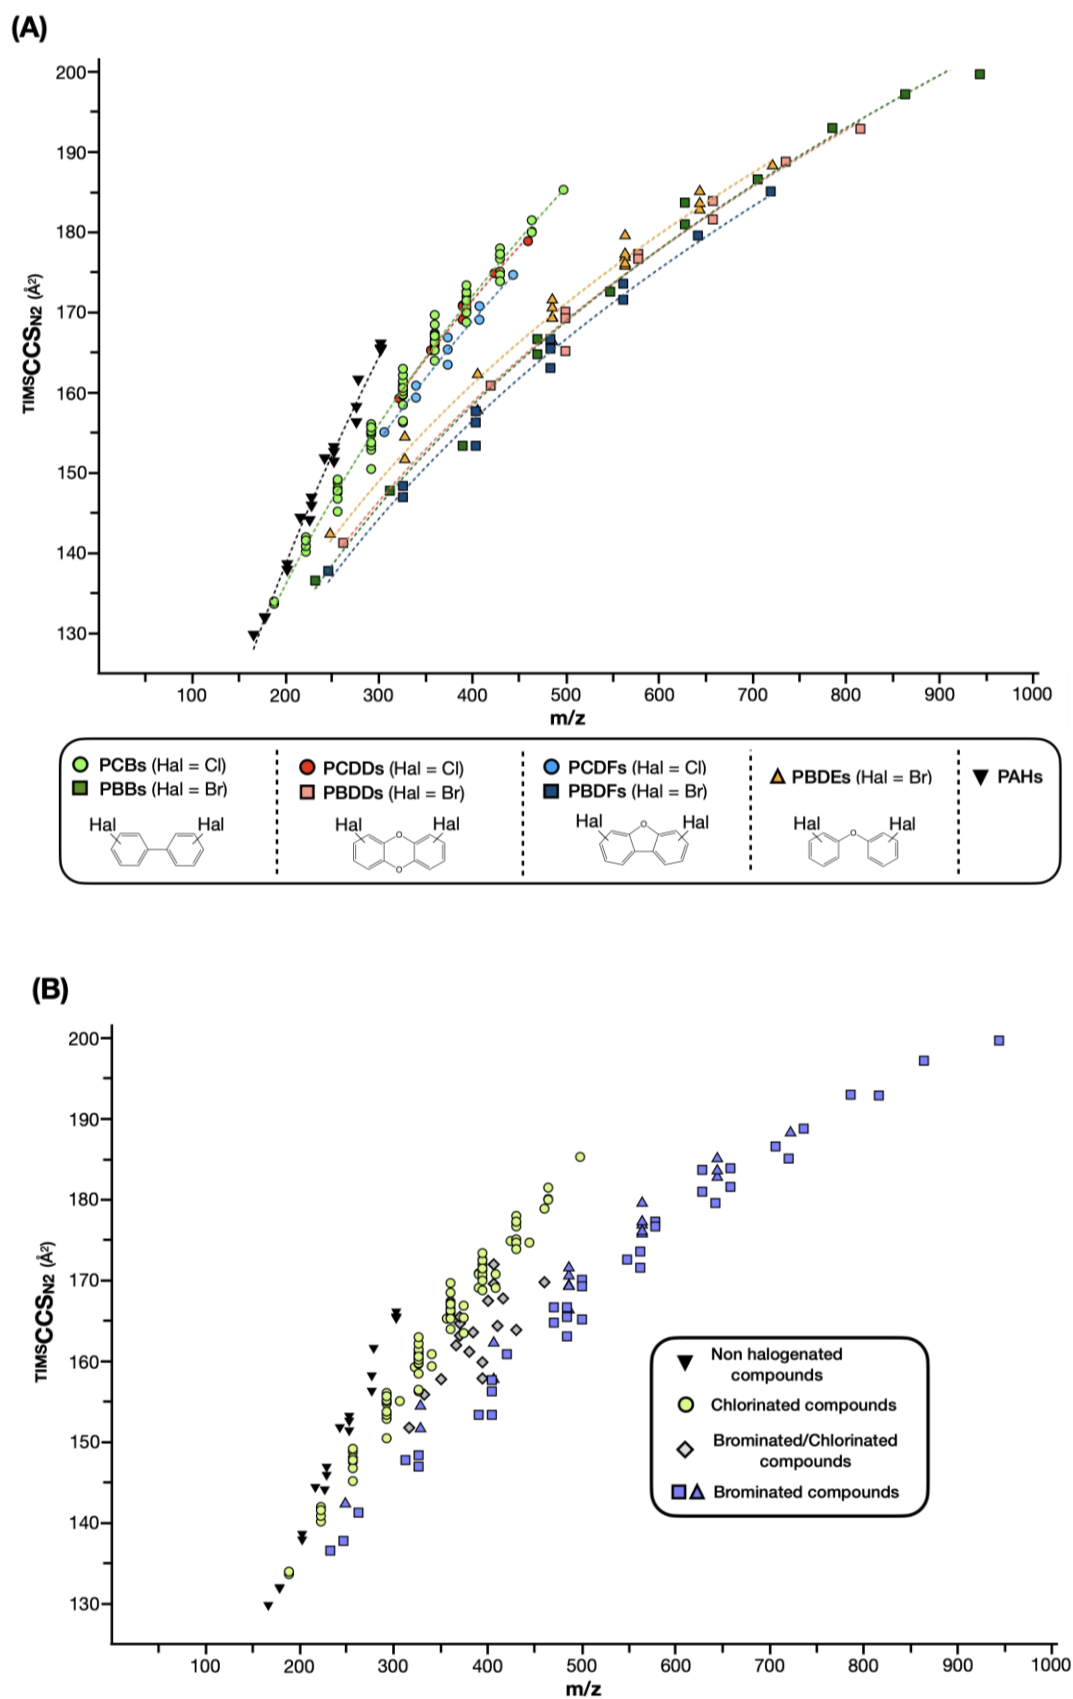 (A)
200
190
180
170
160
150
140
130
TIMSCCSN2 (Å²)
100 200 300 400 500 600 700 800 900 1000
m/z
PCBs (Hal = Cl)
PBBs (Hal = Br)
Hal Hal
PCDDs (Hal = Cl)
PBDDs (Hal = Br)
Hal Hal
O
O
PCDFs (Hal = Cl)
PBDFs (Hal = Br)
Hal Hal
O
PBDEs (Hal = Br)
Hal Hal
O
PAHs
(B)
200
190
180
170
160
150
140
130
TIMSCCSN2 (Å²)
Non halogenated
compounds
Chlorinated compounds
Brominated/Chlorinated
compounds
Brominated compounds
100 200 300 400 500 600 700 800 900 1000
m/z